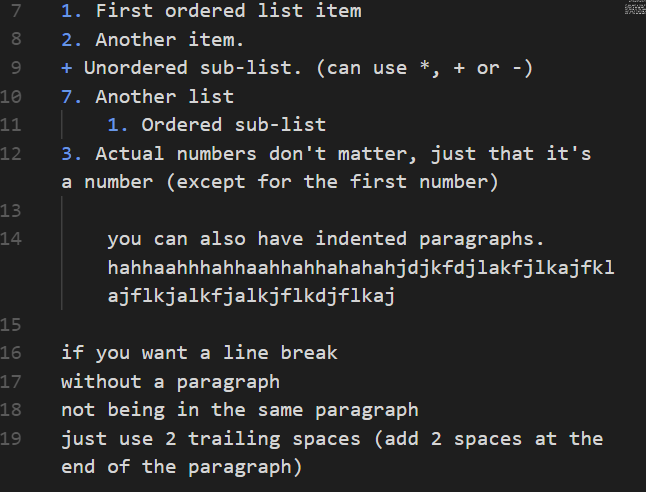 7 1. First ordered list item
8 2. Another item.
9 + Unordered sub-list. (can use *, + or -)
10 7. Another list
11 1. Ordered sub-list
12 3. Actual numbers don't matter, just that it's
a number (except for the first number)
13
14 you can also have indented paragraphs.
hahhaahhhahhaahhahhahahahjdjkfdjlakfjlkajfkl
ajflkjalkfjalkjflkdjflkaj
15
16 if you want a line break
17 without a paragraph
18 not being in the same paragraph
19 just use 2 trailing spaces (add 2 spaces at the
end of the paragraph)